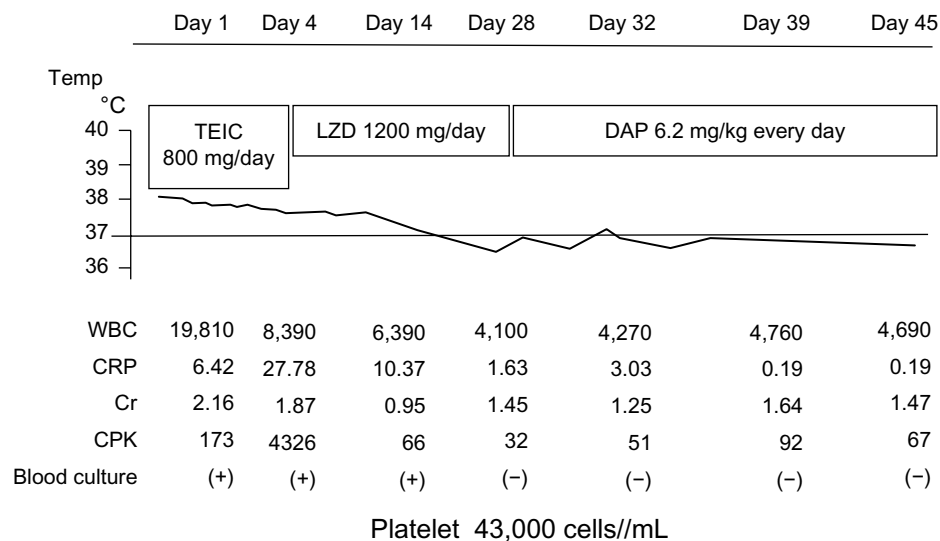 Day 1 Day 4 Day 14 Day 28 Day 32 Day 39 Day 45
Temp
°C
40
39
38
37
36
TEIC
800 mg/day
LZD 1200 mg/day
DAP 6.2 mg/kg every day
WBC 19,810 8,390 6,390 4,100 4,270 4,760 4,690
CRP 6.42 27.78 10.37 1.63 3.03 0.19 0.19
Cr 2.16 1.87 0.95 1.45 1.25 1.64 1.47
CPK 173 4326 66 32 51 92 67
Blood culture (+) (+) (+) (−) (−) (−) (−)
Platelet 43,000 cells//mL